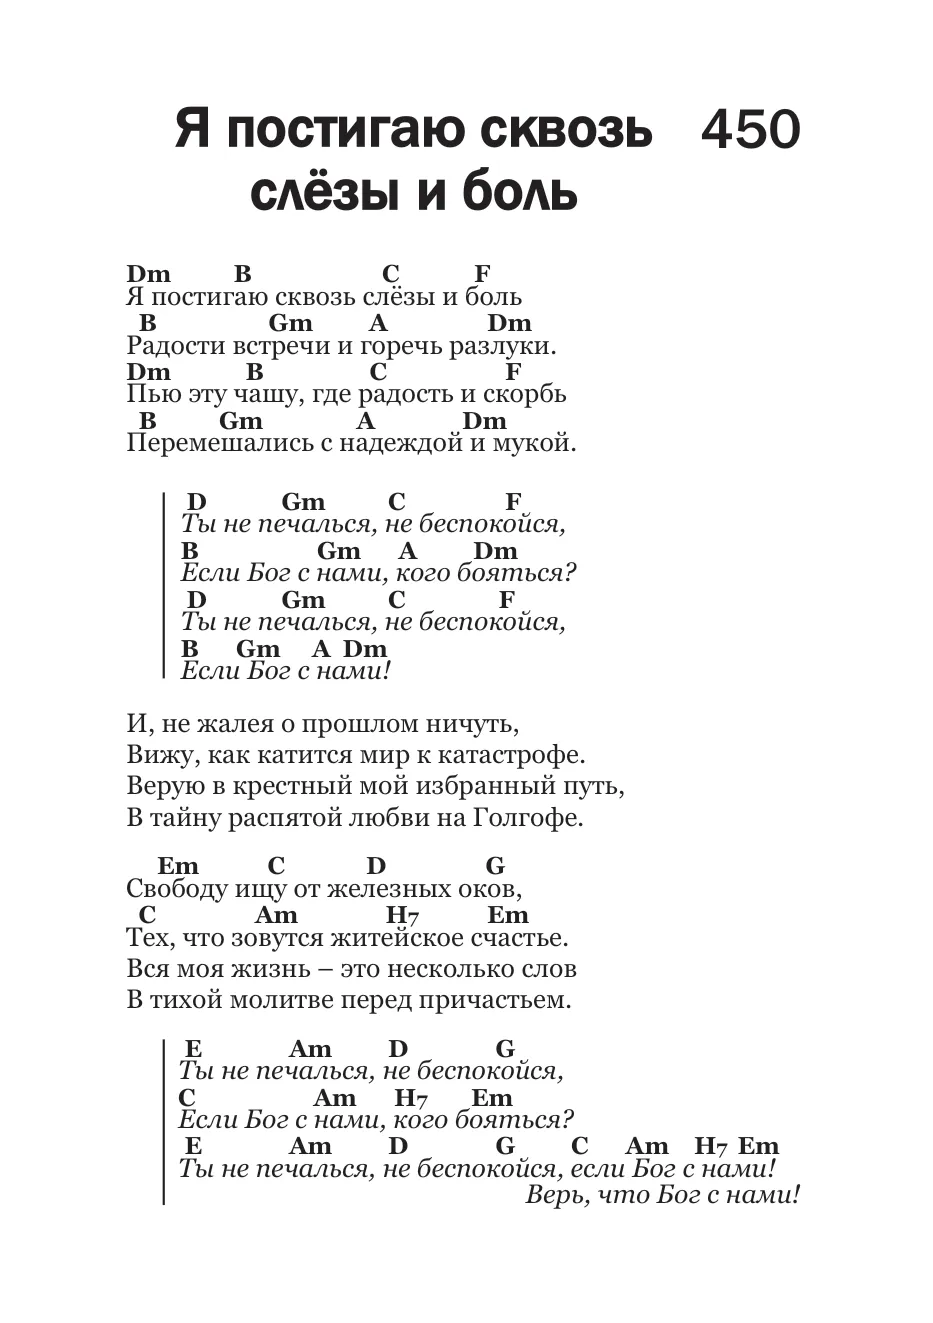 Я постигаю сквозь 450
слёзы и боль
Dm B C F
Я постигаю сквозь слёзы и боль
B Gm A Dm
Радости встречи и горечь разлуки.
Dm B C F
Пью эту чашу, где радость и скорбь
B Gm A Dm
Перемешались с надеждой и мукой.
D Gm C F
Ты не печалься, не беспокойся,
B Gm A Dm
Если Бог с нами, кого бояться?
D Gm C F
Ты не печалься, не беспокойся,
B Gm A Dm
Если Бог с нами!
И, не жалея о прошлом ничуть,
Вижу, как катится мир к катастрофе.
Верую в крестный мой избранный путь,
В тайну распятой любви на Голгофе.
Em C D G
Свободу ищу от железных оков,
C Am H7 Em
Тех, что зовутся житейское счастье.
Вся моя жизнь – это несколько слов
В тихой молитве перед причастьем.
E Am D G
Ты не печалься, не беспокойся,
C Am H7 Em
Если Бог с нами, кого бояться?
E Am D G C Am H7 Em
Ты не печалься, не беспокойся, если Бог с нами!
Верь, что Бог с нами!